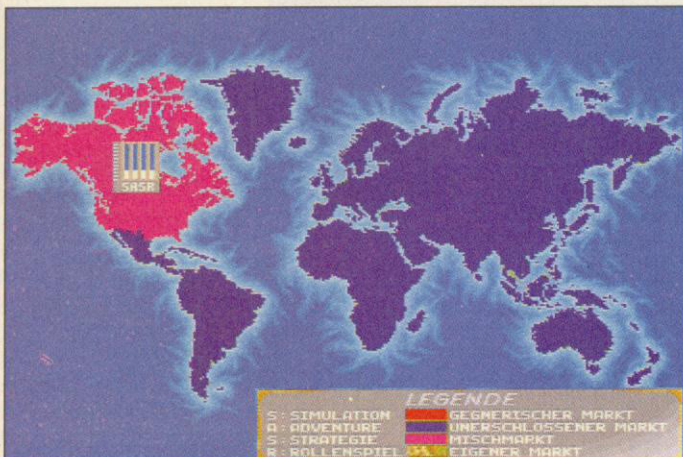 SASR
LEGENDE
S:SIMULATION GEGNERISCHER MARKT
A:ADVENTURE UNERSCHLOSSENER MARKT
S:STRATEGIE MISCHMARKT
R:ROLLENSPIEL EIGENER MARKT